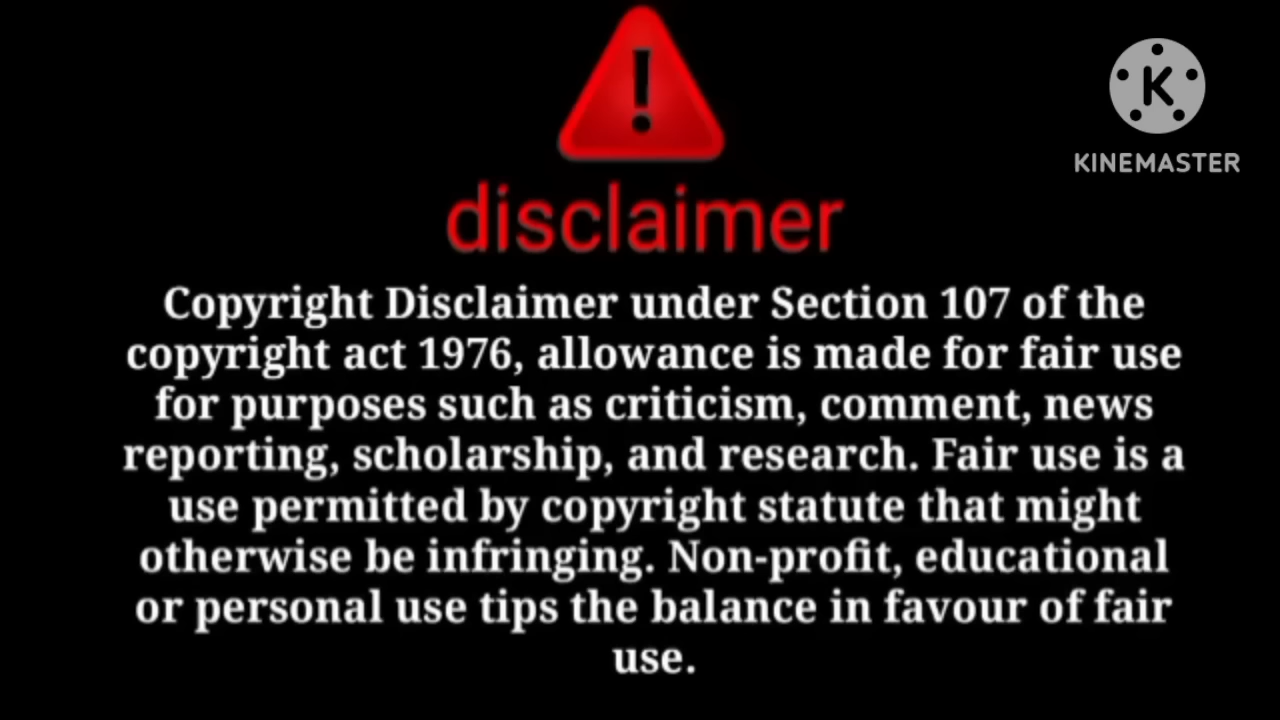 !
K
KINEMASTER
disclaimer
Copyright Disclaimer under Section 107 of the
copyright act 1976, allowance is made for fair use
for purposes such as criticism, comment, news
reporting, scholarship, and research. Fair use is a
use permitted by copyright statute that might
otherwise be infringing. Non-profit, educational
or personal use tips the balance in favour of fair
use.